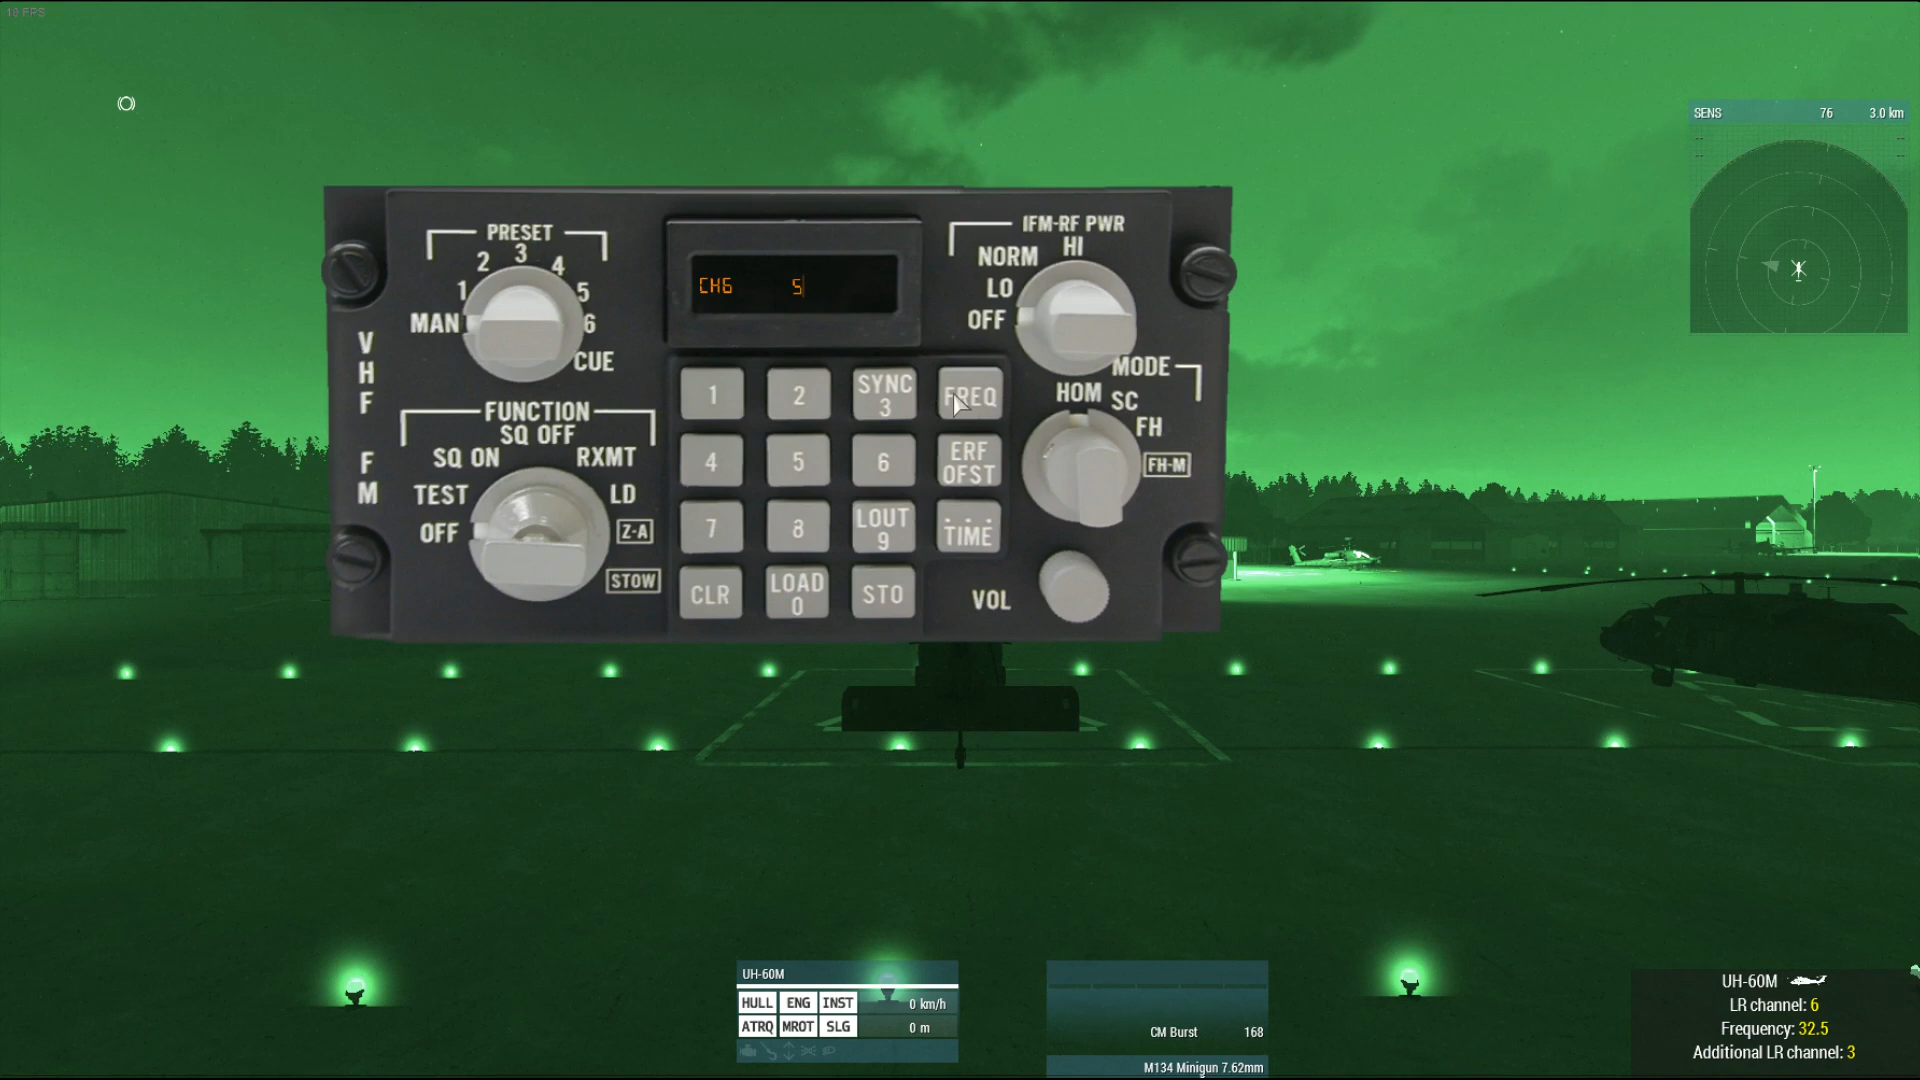 10 FPS
SENS 76 3.0 km
PRESET
1 2 3 4 5 6
MAN
CUE
VHF FM
FUNCTION
SQ OFF
SQ ON
RXMT
TEST
LD
OFF
Z-A
STOW
CH6 5
IFM-RF PWR
NORM
HI
LO
OFF
MODE
HOM
SC
FH
FH-M
1 2 SYNC 3 FREQ
4 5 6 ERF OFST
7 8 LOUT 9 TIME
CLR LOAD 0 STO
VOL
UH-60M
HULL ENG INST 0 km/h
ATRQ MROT SLG 0 m
CM Burst 168
M134 Minigun 7.62mm
UH-60M
LR channel: 6
Frequency: 32.5
Additional LR channel: 3